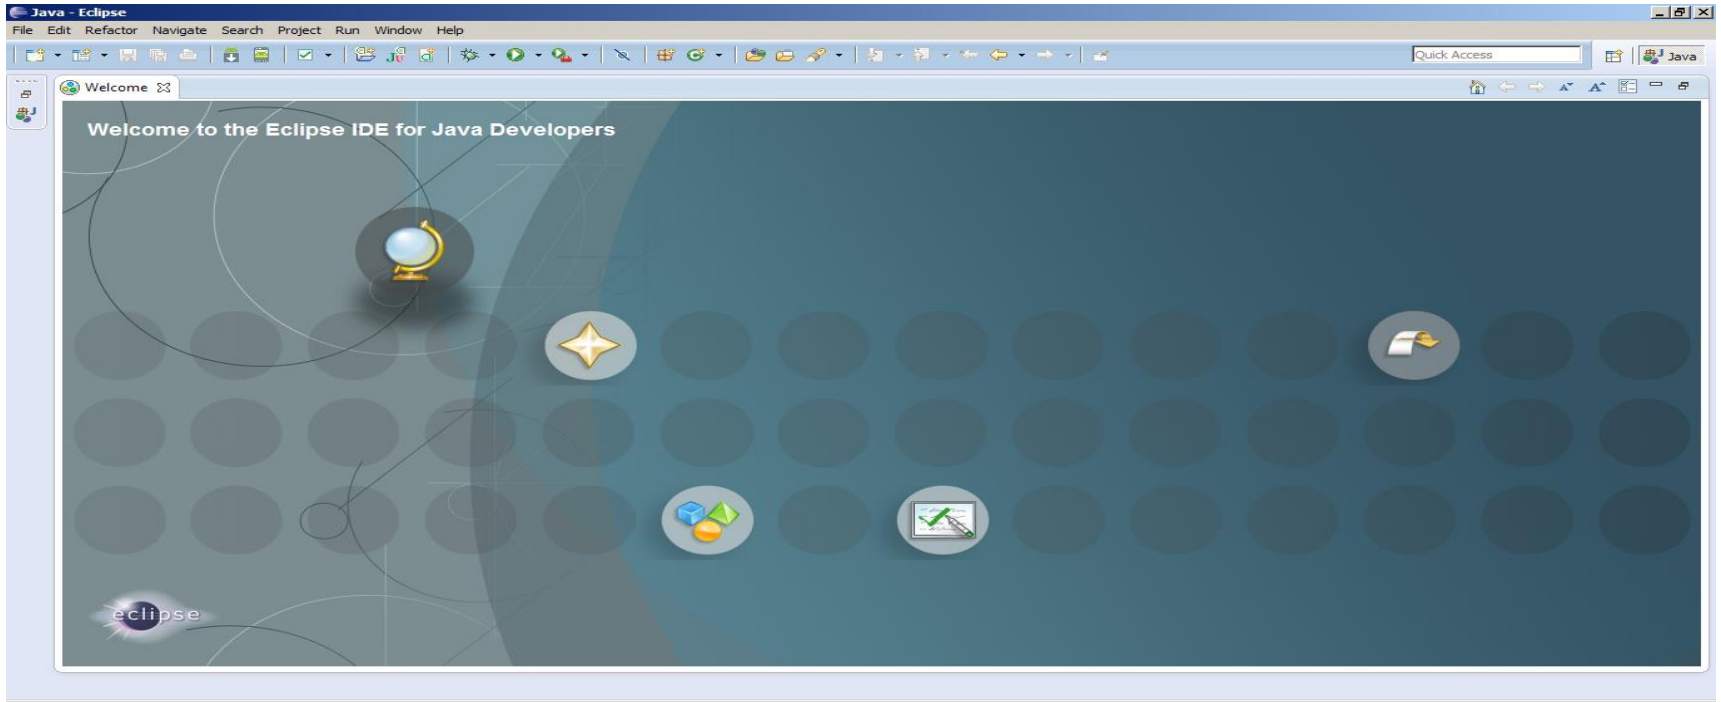 Java - Eclipse
File Edit Refactor Navigate Search Project Run Window Help
Quick Access
Java
Welcome
Welcome to the Eclipse IDE for Java Developers
eclipse